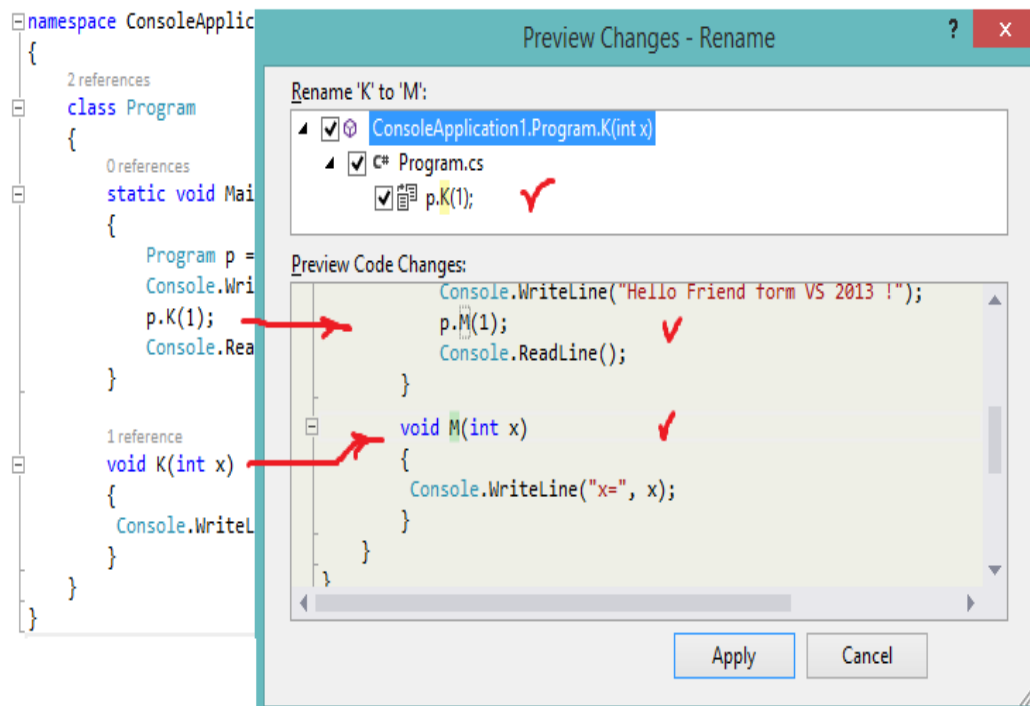 namespace ConsoleApplic
{
2 references
class Program
{
0 references
static void Mai
{
Program p =
Console.Wri
p.K(1);
Console.Rea
}
1 reference
void K(int x)
{
Console.WriteL
}
}
}
Preview Changes - Rename
?
x
Rename 'K' to 'M':
ConsoleApplication1.Program.K(int x)
C# Program.cs
p.K(1);
Preview Code Changes:
Console.WriteLine("Hello Friend form VS 2013 !");
p.M(1);
Console.ReadLine();
}
void M(int x)
{
Console.WriteLine("x=", x);
}
}
}
Apply
Cancel